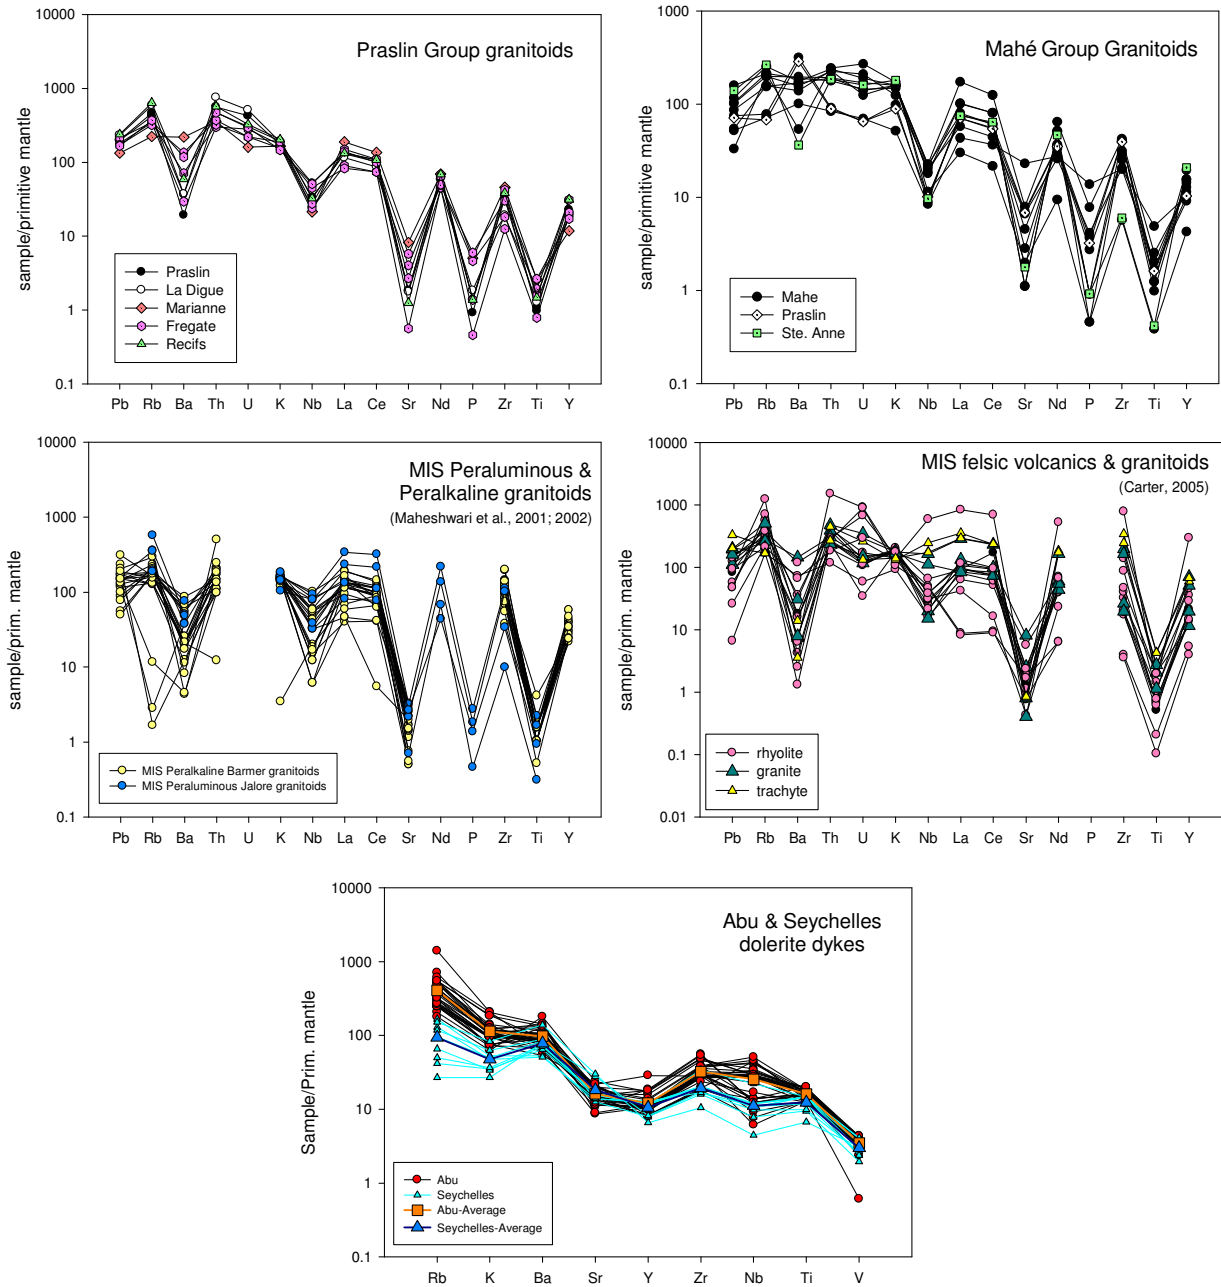 Praslin Group granitoids
sample/primitive mantle
10000
1000
100
10
1
0.1
Praslin
La Digue
Marianne
Fregate
Recifs
Pb Rb Ba Th U K Nb La Ce Sr Nd P Zr Ti Y
Mahé Group Granitoids
sample/primitive mantle
1000
100
10
1
0.1
Mahe
Praslin
Ste. Anne
Pb Rb Ba Th U K Nb La Ce Sr Nd P Zr Ti Y
MIS Peraluminous &
Peralkaline granitoids
(Maheshwari et al., 2001; 2002)
sample/prim. mantle
10000
1000
100
10
1
0.1
MIS Peralkaline Barmer granitoids
MIS Peraluminous Jalore granitoids
Pb Rb Ba Th U K Nb La Ce Sr Nd P Zr Ti Y
MIS felsic volcanics & granitoids
(Carter, 2005)
sample/prim. mantle
10000
1000
100
10
1
0.1
0.01
rhyolite
granite
trachyte
Pb Rb Ba Th U K Nb La Ce Sr Nd P Zr Ti Y
Abu & Seychelles
dolerite dykes
Sample/Prim. mantle
10000
1000
100
10
1
0.1
Abu
Seychelles
Abu-Average
Seychelles-Average
Rb K Ba Sr Y Zr Nb Ti V